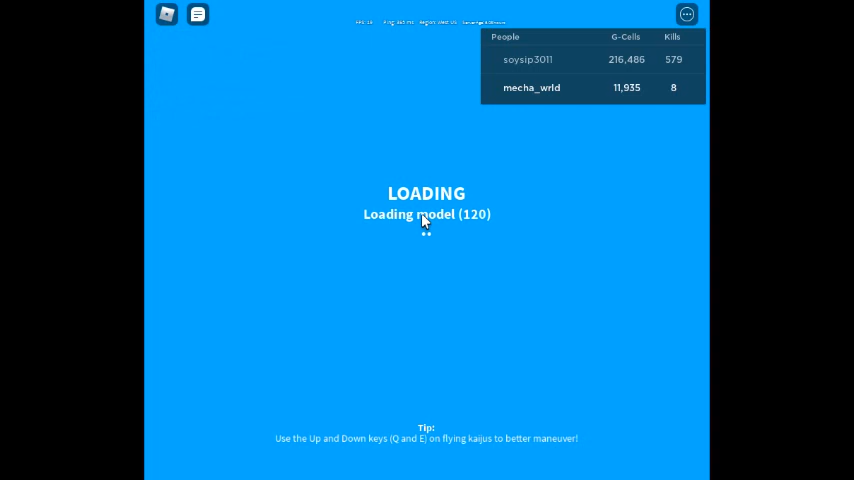 People G-Cells Kills
soysip3011 216,486 579
mecha_wrld 11,935 8
LOADING
Loading model (120)
Tip:
Use the Up and Down keys (Q and E) on flying kaijus to better maneuver!